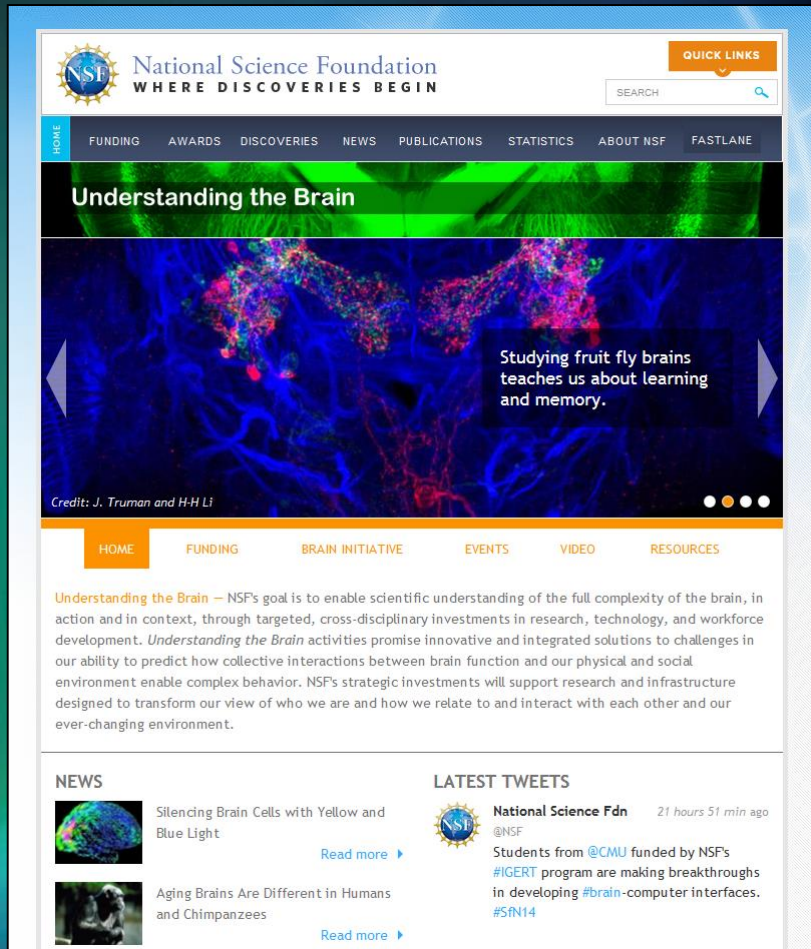 NSF
National Science Foundation
WHERE DISCOVERIES BEGIN
QUICK LINKS
SEARCH
HOME
FUNDING AWARDS DISCOVERIES NEWS PUBLICATIONS STATISTICS ABOUT NSF FASTLANE
Understanding the Brain
Studying fruit fly brains
teaches us about learning
and memory.
Credit: J. Truman and H-H Li
HOME FUNDING BRAIN INITIATIVE EVENTS VIDEO RESOURCES
Understanding the Brain — NSF's goal is to enable scientific understanding of the full complexity of the brain, in
action and in context, through targeted, cross-disciplinary investments in research, technology, and workforce
development. Understanding the Brain activities promise innovative and integrated solutions to challenges in
our ability to predict how collective interactions between brain function and our physical and social
environment enable complex behavior. NSF's strategic investments will support research and infrastructure
designed to transform our view of who we are and how we relate to and interact with each other and our
ever-changing environment.
NEWS
Silencing Brain Cells with Yellow and
Blue Light
Read more
Aging Brains Are Different in Humans
and Chimpanzees
Read more
LATEST TWEETS
NSF
National Science Fdn 21 hours 51 min ago
@NSF
Students from @CMU funded by NSF's
#IGERT program are making breakthroughs
in developing #brain-computer interfaces.
#SfN14